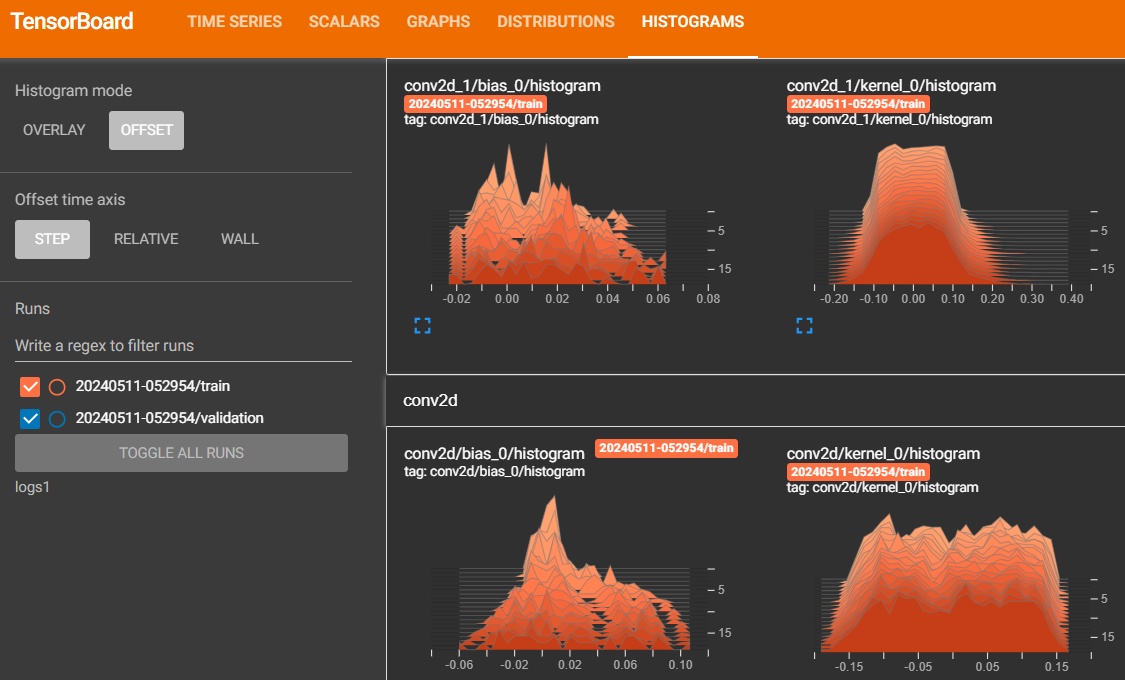 TensorBoard TIME SERIES SCALARS GRAPHS DISTRIBUTIONS HISTOGRAMS
Histogram mode
OVERLAY OFFSET
Offset time axis
STEP RELATIVE WALL
Runs
Write a regex to filter runs
20240511-052954/train
20240511-052954/validation
TOGGLE ALL RUNS
logs1
conv2d_1/bias_0/histogram
20240511-052954/train
tag: conv2d_1/bias_0/histogram
5
15
-0.02 0.00 0.02 0.04 0.06 0.08
conv2d_1/kernel_0/histogram
20240511-052954/train
tag: conv2d_1/kernel_0/histogram
5
15
-0.20 -0.10 0.00 0.10 0.20 0.30 0.40
conv2d
conv2d/bias_0/histogram 20240511-052954/train
tag: conv2d/bias_0/histogram
5
15
-0.06 -0.02 0.02 0.06 0.10
conv2d/kernel_0/histogram
20240511-052954/train
tag: conv2d/kernel_0/histogram
5
15
-0.15 -0.05 0.05 0.15